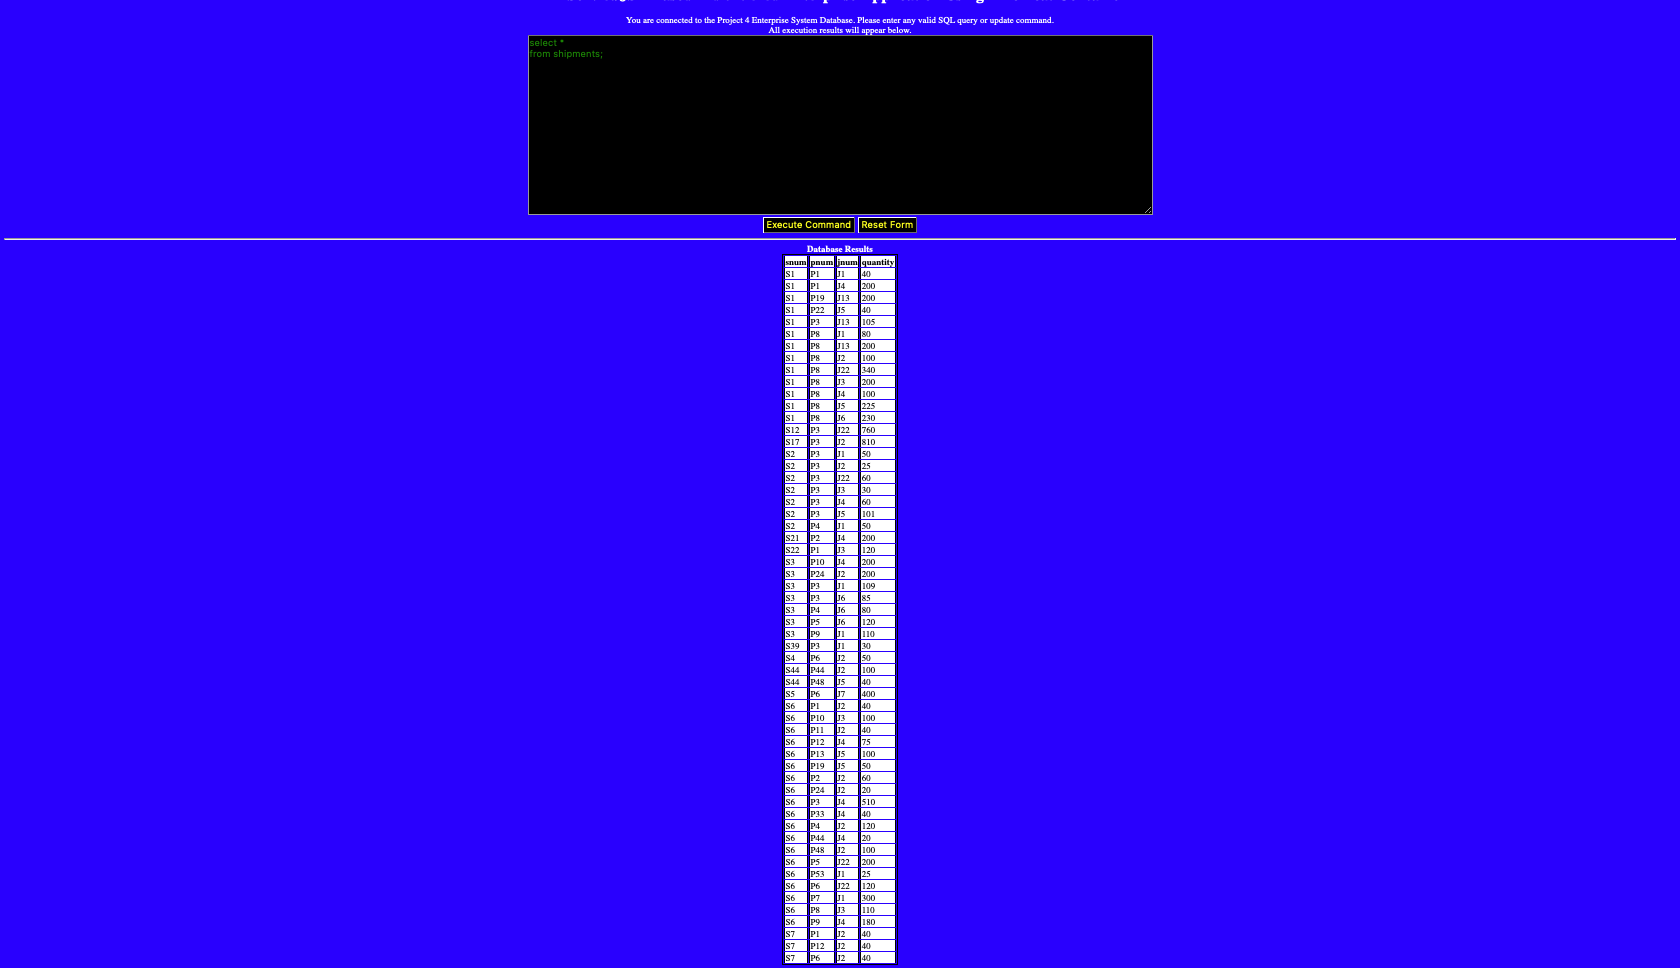 You are connected to the Project 4 Enterprise System Database. Please enter any valid SQL query or update command.
All execution results will appear below.
select *
from shipments;
Execute Command Reset Form
Database Results
snum pnum jnum quantity
S1 P1 J1 40
S1 P1 J4 200
S1 P19 J13 200
S1 P22 J5 40
S1 P3 J13 105
S1 P8 J1 80
S1 P8 J13 200
S1 P8 J2 100
S1 P8 J22 340
S1 P8 J3 200
S1 P8 J4 100
S1 P8 J5 225
S1 P8 J6 230
S12 P3 J22 760
S17 P3 J2 810
S2 P3 J1 50
S2 P3 J2 25
S2 P3 J22 60
S2 P3 J3 30
S2 P3 J4 60
S2 P3 J5 101
S2 P4 J1 50
S21 P2 J4 200
S22 P1 J3 120
S3 P10 J4 200
S3 P24 J2 200
S3 P3 J1 109
S3 P3 J6 85
S3 P4 J6 80
S3 P5 J6 120
S3 P9 J1 110
S39 P3 J1 30
S4 P6 J2 50
S44 P44 J2 100
S44 P48 J5 40
S5 P6 J7 400
S6 P1 J2 40
S6 P10 J3 100
S6 P11 J2 40
S6 P12 J4 75
S6 P13 J5 100
S6 P19 J5 50
S6 P2 J2 60
S6 P24 J2 20
S6 P3 J4 510
S6 P33 J4 40
S6 P4 J2 120
S6 P44 J4 20
S6 P48 J2 100
S6 P5 J22 200
S6 P53 J1 25
S6 P6 J22 120
S6 P7 J1 300
S6 P8 J3 110
S6 P9 J4 180
S7 P1 J2 40
S7 P12 J2 40
S7 P6 J2 40